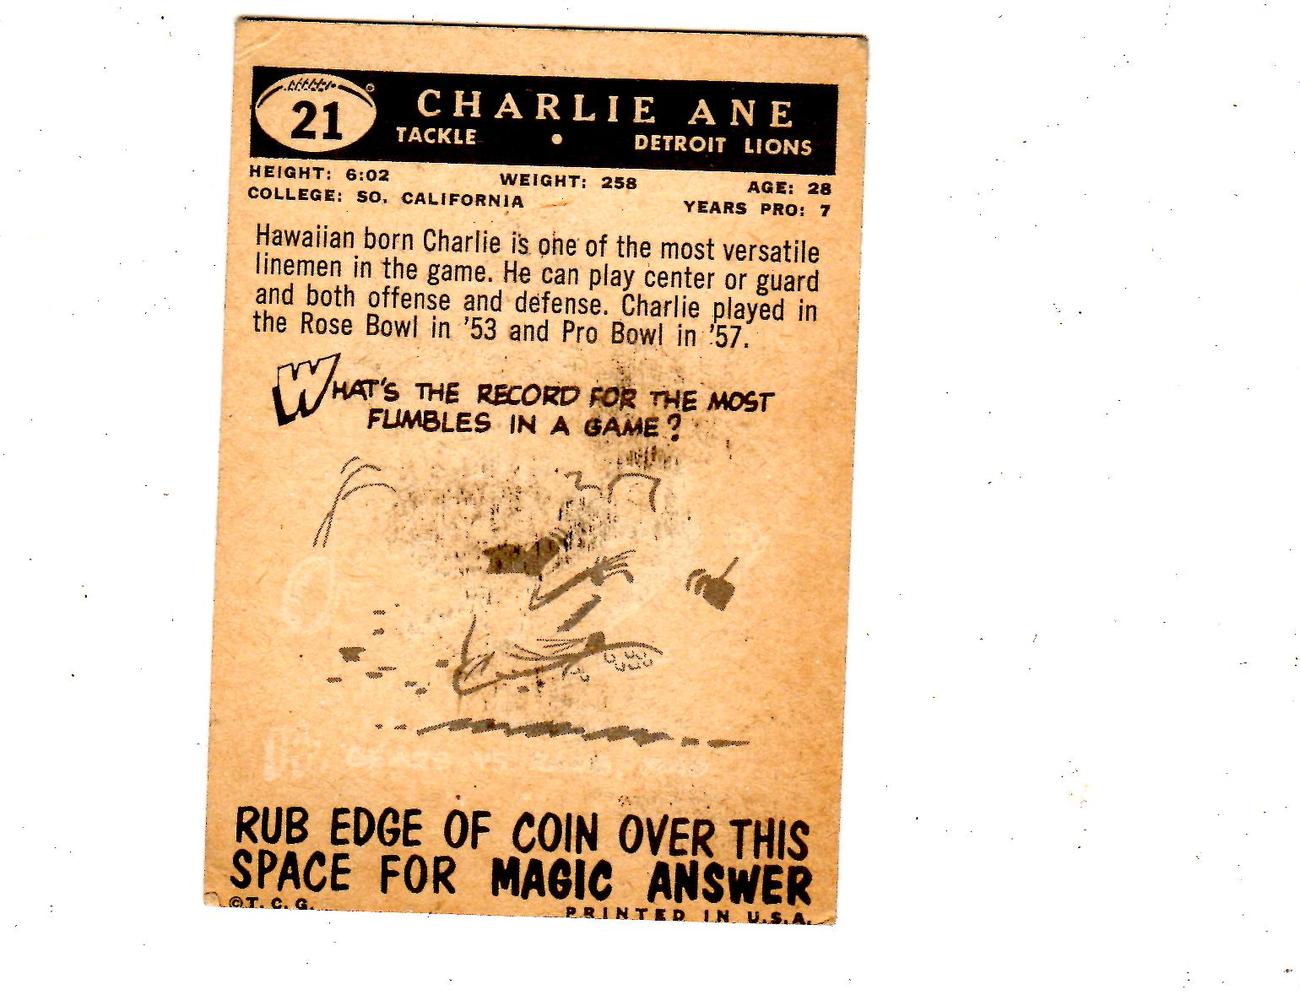 21
CHARLIE ANE
TACKLE • DETROIT LIONS
HEIGHT: 6:02 WEIGHT: 258 AGE: 28
COLLEGE: SO. CALIFORNIA YEARS PRO: 7
Hawaiian born Charlie is one of the most versatile
linemen in the game. He can play center or guard
and both offense and defense. Charlie played in
the Rose Bowl in '53 and Pro Bowl in '57.
WHAT'S THE RECORD FOR THE MOST
FUMBLES IN A GAME?
RUB EDGE OF COIN OVER THIS
SPACE FOR MAGIC ANSWER
©T. C. G. PRINTED IN U.S.A.